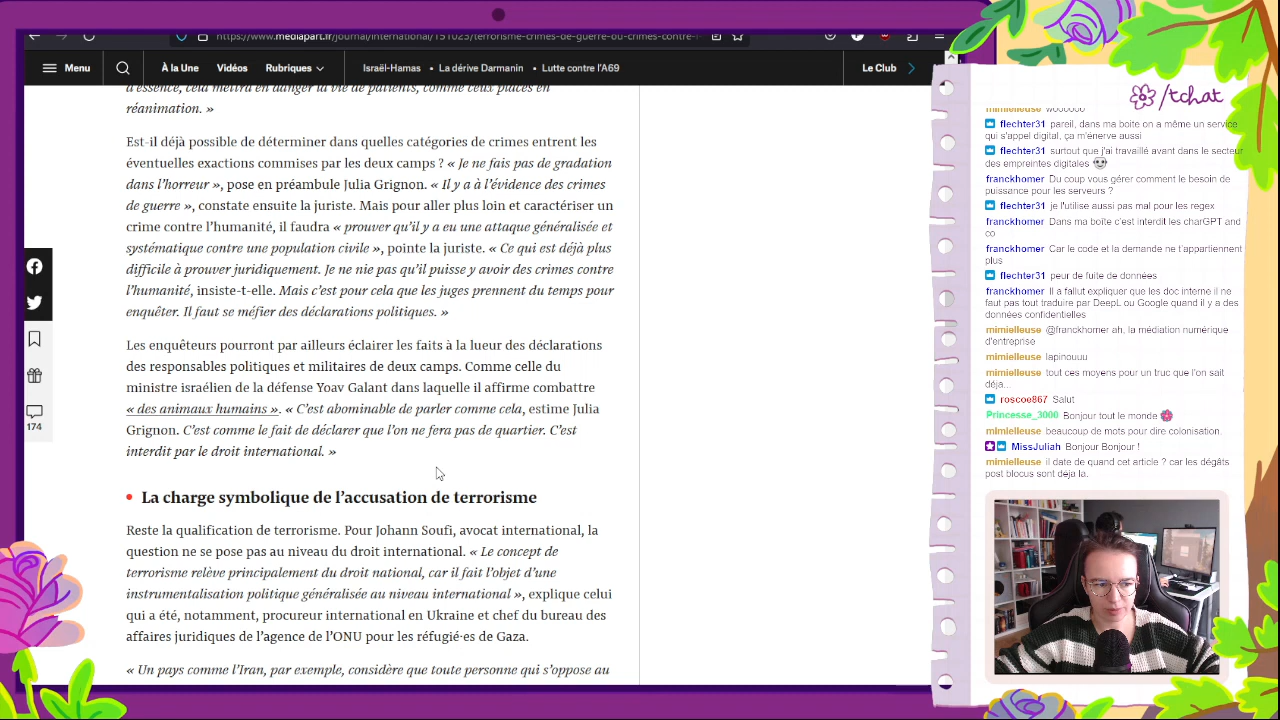 https://www.mediapart.fr/journal/international/151023/terrorisme-crimes-de-guerre-ou-crimes-contre-l
Menu
À la Une
Rubriques
La dérive Darman
Lutte contre l'A69
Le Club
d'essence, cela mettra en danger la vie de patients, comme ceux placés en
réanimation. »
Est-il déjà possible de déterminer dans quelles catégories de crimes entrent les
éventuelles exactions commises par les deux camps ? « Je ne fais pas de gradation
dans l'horreur », pose en préambule Julia Grignon. « Il y a à l'évidence des crimes
de guerre », constate ensuite la juriste. Mais pour aller plus loin et caractériser un
crime contre l'humanité, il faudra « prouver qu'il y a eu une attaque généralisée et
systématique contre une population civile », pointe la juriste. « Ce qui est déjà plus
difficile à prouver juridiquement. Je ne nie pas qu'il puisse y avoir des crimes contre
l'humanité, insiste-t-elle. Mais c'est pour cela que les juges prennent du temps pour
enquêter. Il faut se méfier des déclarations politiques. »
Les enquêteurs pourront par ailleurs éclairer les faits à la lueur des déclarations
des responsables politiques et militaires de deux camps. Comme celle du
ministre israélien de la défense Yoav Galant dans laquelle il affirme combattre
« des animaux humains ». « C'est abominable de parler comme cela, estime Julia
Grignon. C'est comme le fait de déclarer que l'on ne fera pas de quartier. C'est
interdit par le droit international. »
174
La charge symbolique de l'accusation de terrorisme
Reste la qualification de terrorisme. Pour Johann Soufi, avocat international, la
question ne se pose pas au niveau du droit international. « Le concept de
terrorisme relève principalement du droit national, car il fait l'objet d'une
instrumentalisation politique généralisée au niveau international », explique celui
qui a été, notamment, procureur international en Ukraine et chef du bureau des
affaires juridiques de l'agence de l'ONU pour les réfugié·es de Gaza.
« Un pays comme l'Iran, par exemple, considère que toute personne qui s'oppose au
/tchat
mimielleuse wooooooo
flechter31 pareil, dans ma boite on a même un service
qui s'appel digital, ça m'énerve aussi
flechter31 surtout que j'ai travaillé avant dans le secteur
des empreintes digitales
franckhomer Du coup vous gérer comment le besoin de
puissance pour les serveurs ?
flechter31 je l'utilise aussi pas mal pour les regex
franckhomer Dans ma boîte c'est interdit les charGPT and
co
franckhomer Car le code et la demande ne t'appartiennent
plus
flechter31 peur de fuite de données
franckhomer Il a fallut expliquer que les doc interne il ne
faut pas tout traduire par DeepL ou Google quand il y a des
données confidentielles
mimielleuse @franckhomer ah, la médiation numérique
d'entreprise
mimielleuse lapinouuu
mimielleuse tout ces moyens pour un truc que l'on sait
déja...
roscoe867 Salut
Princesse_3000 Bonjour tout le monde
mimielleuse beaucoup de mots pour dire colonisation.
MissJuliah Bonjour Bonjour !
mimielleuse il date de quand cet article ? car les dégâts
post blocus sont déja la.